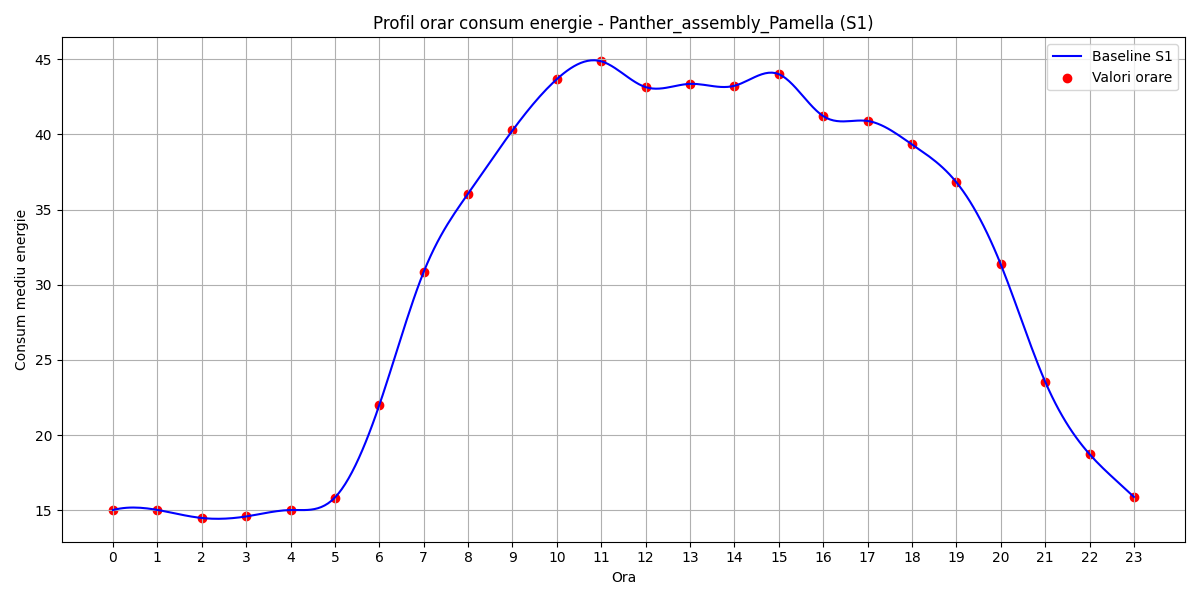 Profil orar consum energie - Panther_assembly_Pamella (S1)
Baseline S1
Valori orare
Consum mediu energie
45
40
35
30
25
20
15
0 1 2 3 4 5 6 7 8 9 10 11 12 13 14 15 16 17 18 19 20 21 22 23
Ora